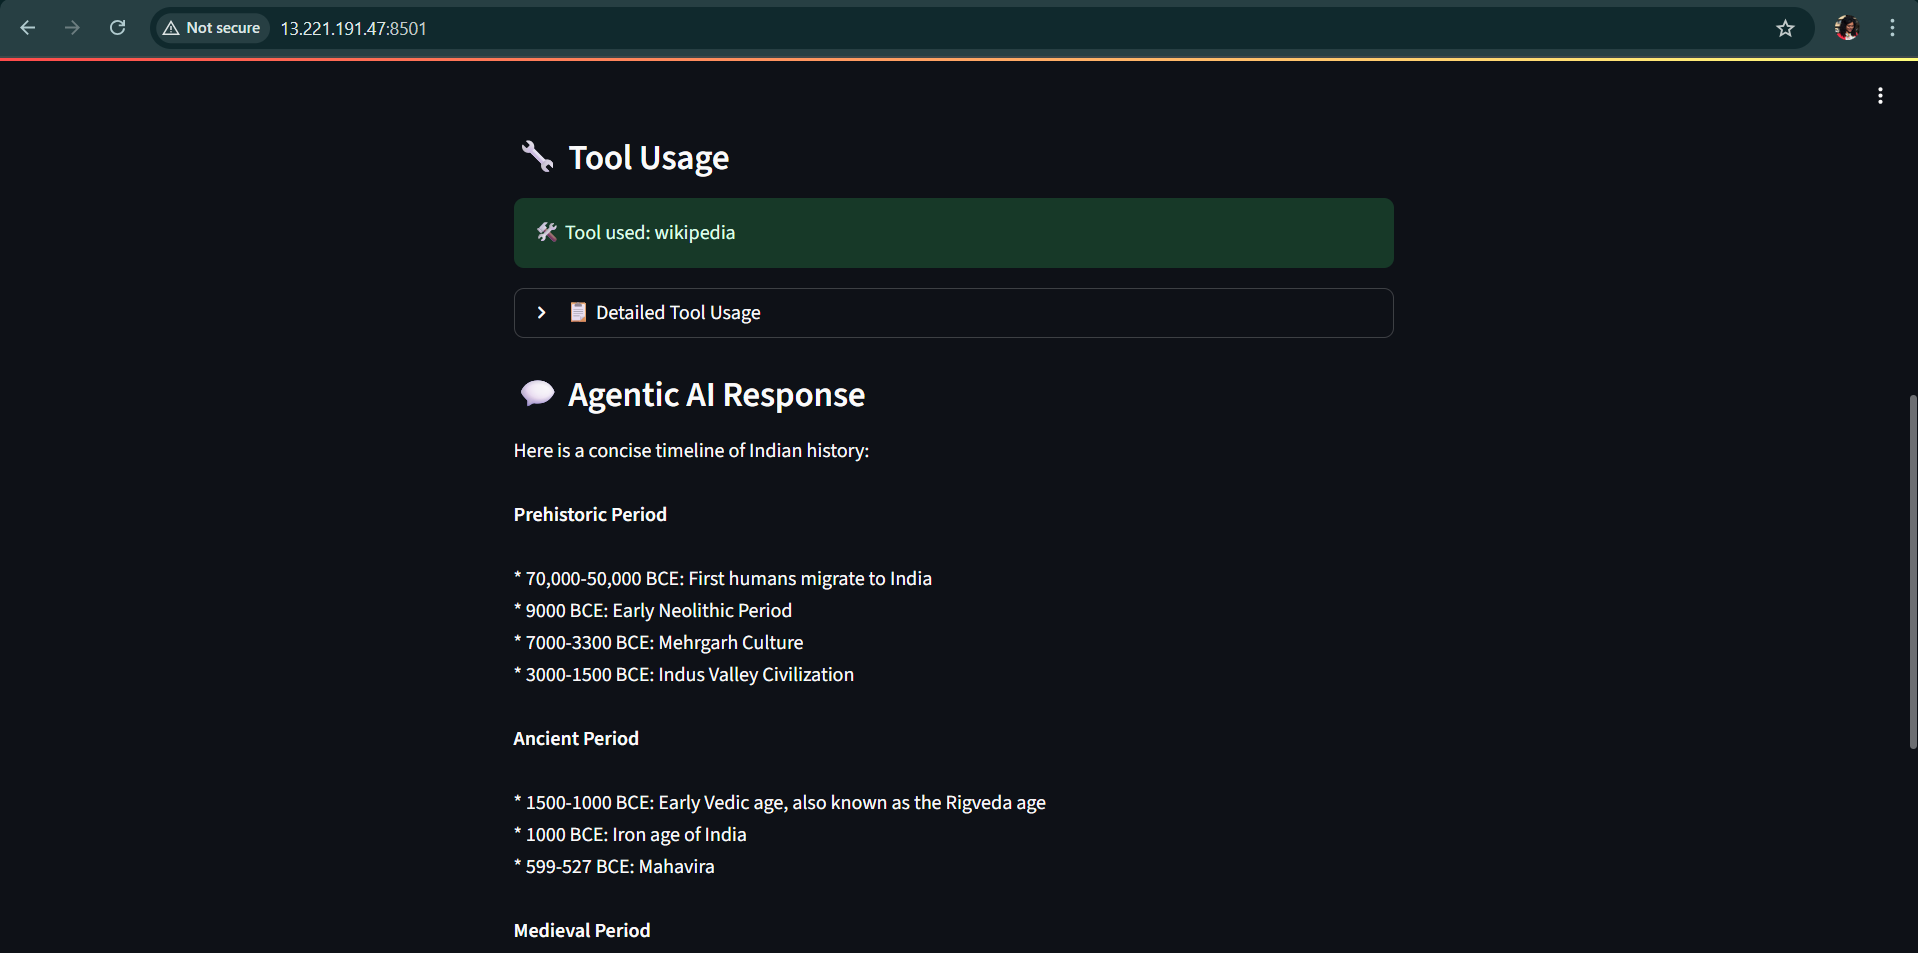 Not secure 13.221.191.47:8501
Tool Usage
Tool used: wikipedia
Detailed Tool Usage
Agentic AI Response
Here is a concise timeline of Indian history:
Prehistoric Period
* 70,000-50,000 BCE: First humans migrate to India
* 9000 BCE: Early Neolithic Period
* 7000-3300 BCE: Mehrgarh Culture
* 3000-1500 BCE: Indus Valley Civilization
Ancient Period
* 1500-1000 BCE: Early Vedic age, also known as the Rigveda age
* 1000 BCE: Iron age of India
* 599-527 BCE: Mahavira
Medieval Period